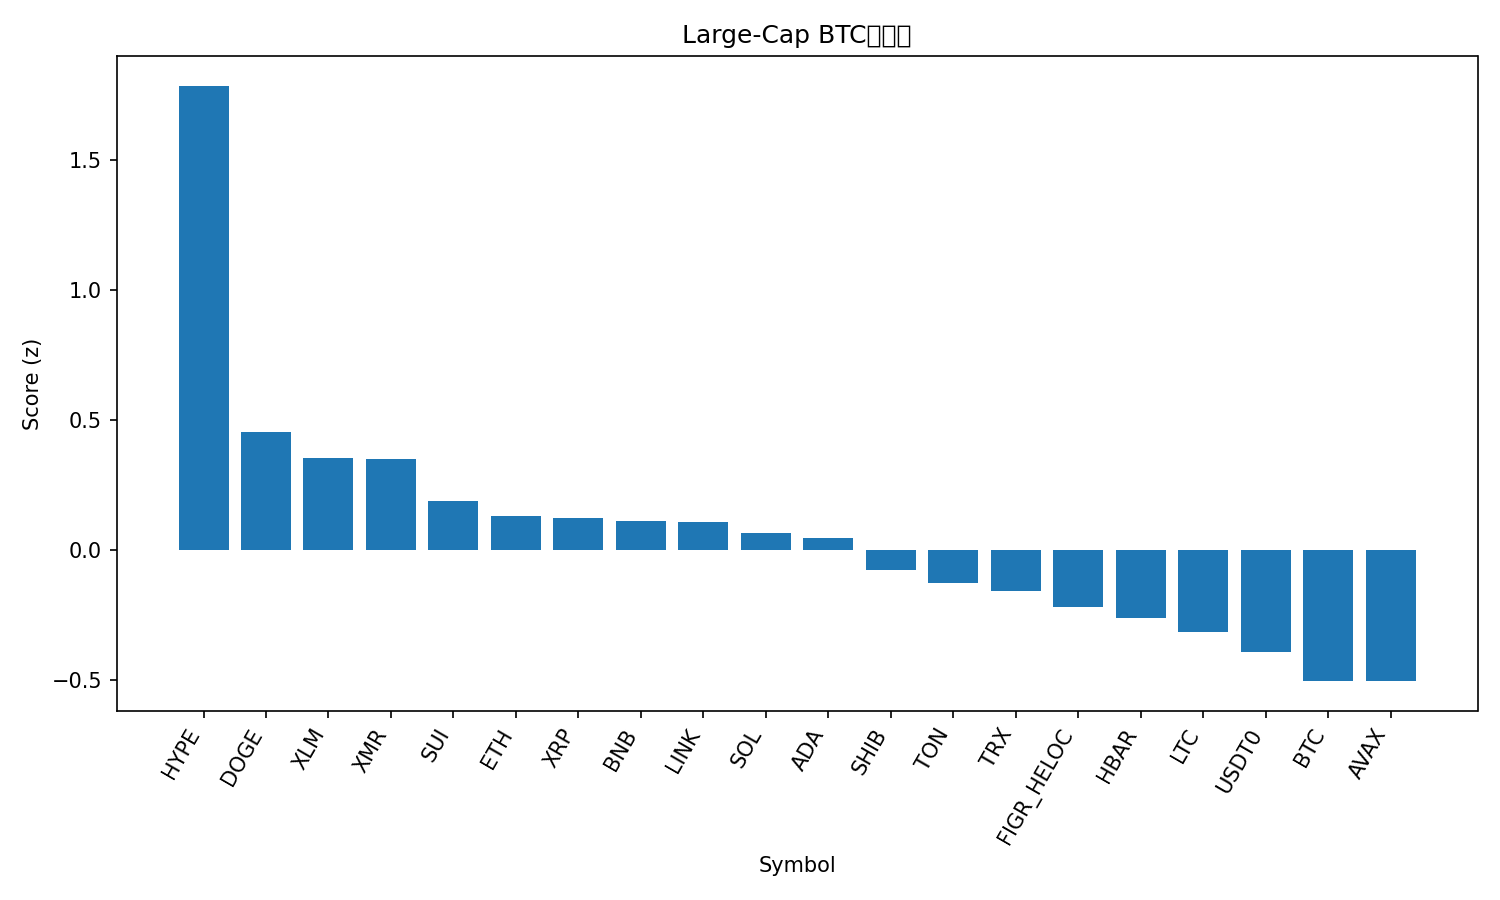 Large-Cap BTC
Score (z)
1.5
1.0
0.5
0.0
−0.5
HYPE
DOGE
XLM
XMR
SUI
ETH
XRP
BNB
LINK
SOL
ADA
SHIB
TON
TRX
FIGR_HELOC
HBAR
LTC
USDT0
BTC
AVAX
Symbol